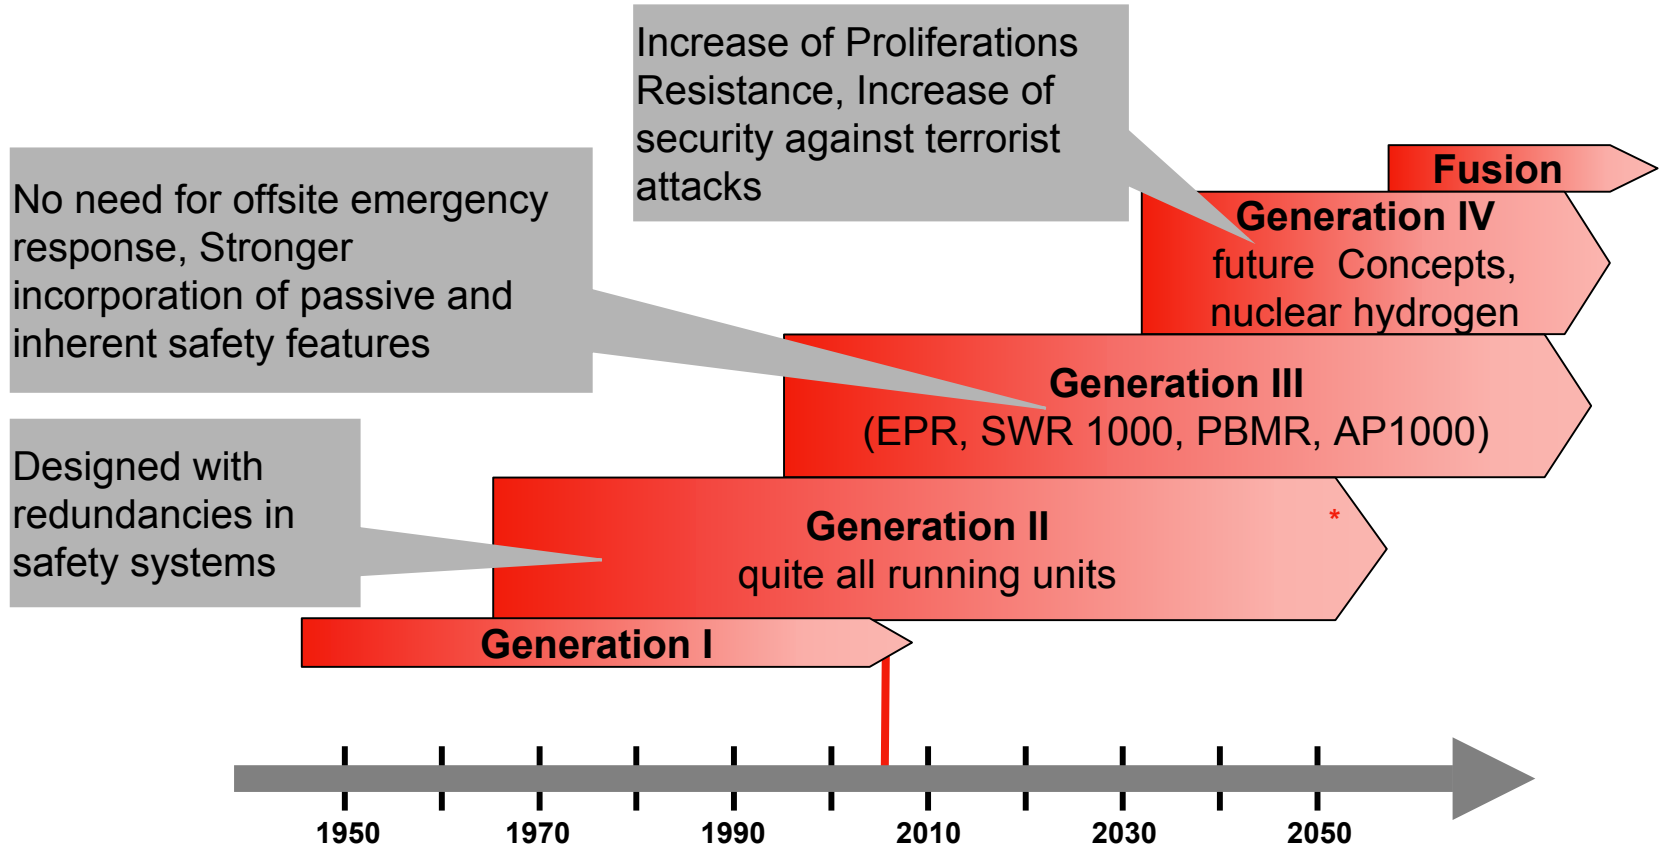 Increase of Proliferations
Resistance, Increase of
security against terrorist
attacks
No need for offsite emergency
response, Stronger
incorporation of passive and
inherent safety features
Designed with
redundancies in
safety systems
Fusion
Generation IV
future  Concepts,
nuclear hydrogen
Generation III
(EPR, SWR 1000, PBMR, AP1000)
*
Generation II
quite all running units
Generation I
1950 1970 1990 2010 2030 2050